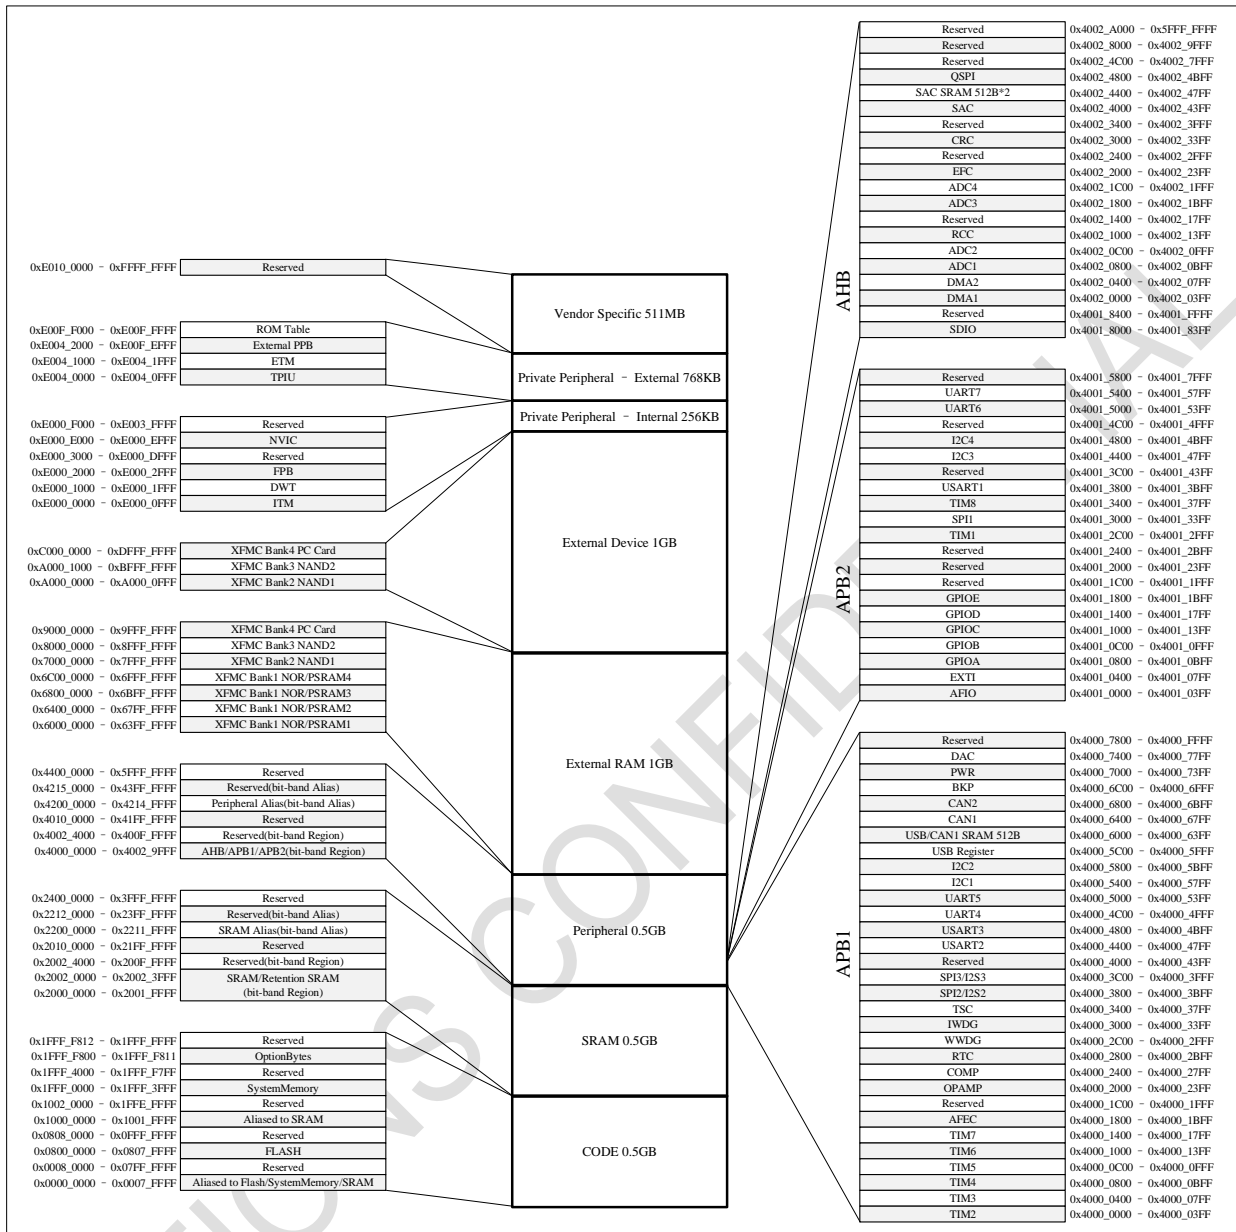 0xE010_0000 - 0xFFFF_FFFF Reserved
0xE00F_F000 - 0xE00F_FFFF ROM Table
0xE004_2000 - 0xE00F_EFFF External PPB
0xE004_1000 - 0xE004_1FFF ETM
0xE004_0000 - 0xE004_0FFF TPIU
0xE000_F000 - 0xE003_FFFF Reserved
0xE000_E000 - 0xE000_EFFF NVIC
0xE000_3000 - 0xE000_DFFF Reserved
0xE000_2000 - 0xE000_2FFF FPB
0xE000_1000 - 0xE000_1FFF DWT
0xE000_0000 - 0xE000_0FFF ITM
0xC000_0000 - 0xDFFF_FFFF XFMC Bank4 PC Card
0xA000_1000 - 0xBFFF_FFFF XFMC Bank3 NAND2
0xA000_0000 - 0xA000_0FFF XFMC Bank2 NAND1
0x9000_0000 - 0x9FFF_FFFF XFMC Bank4 PC Card
0x8000_0000 - 0x8FFF_FFFF XFMC Bank3 NAND2
0x7000_0000 - 0x7FFF_FFFF XFMC Bank2 NAND1
0x6C00_0000 - 0x6FFF_FFFF XFMC Bank1 NOR/PSRAM4
0x6800_0000 - 0x6BFF_FFFF XFMC Bank1 NOR/PSRAM3
0x6400_0000 - 0x67FF_FFFF XFMC Bank1 NOR/PSRAM2
0x6000_0000 - 0x63FF_FFFF XFMC Bank1 NOR/PSRAM1
0x4400_0000 - 0x5FFF_FFFF Reserved
0x4215_0000 - 0x43FF_FFFF Reserved(bit-band Alias)
0x4200_0000 - 0x4214_FFFF Peripheral Alias(bit-band Alias)
0x4010_0000 - 0x41FF_FFFF Reserved
0x4002_4000 - 0x400F_FFFF Reserved(bit-band Region)
0x4000_0000 - 0x4002_9FFF AHB/APB1/APB2(bit-band Region)
0x2400_0000 - 0x3FFF_FFFF Reserved
0x2212_0000 - 0x23FF_FFFF Reserved(bit-band Alias)
0x2200_0000 - 0x2211_FFFF SRAM Alias(bit-band Alias)
0x2010_0000 - 0x21FF_FFFF Reserved
0x2002_4000 - 0x200F_FFFF Reserved(bit-band Region)
0x2002_0000 - 0x2002_3FFF SRAM/Retention SRAM
0x2000_0000 - 0x2001_FFFF (bit-band Region)
0x1FFF_F812 - 0x1FFF_FFFF Reserved
0x1FFF_F800 - 0x1FFF_F811 OptionBytes
0x1FFF_4000 - 0x1FFF_F7FF Reserved
0x1FFF_0000 - 0x1FFF_3FFF SystemMemory
0x1002_0000 - 0x1FFE_FFFF Reserved
0x1000_0000 - 0x1001_FFFF Aliased to SRAM
0x0808_0000 - 0x0FFF_FFFF Reserved
0x0800_0000 - 0x0807_FFFF FLASH
0x0008_0000 - 0x07FF_FFFF Reserved
0x0000_0000 - 0x0007_FFFF Aliased to Flash/SystemMemory/SRAM
Vendor Specific 511MB
Private Peripheral - External 768KB
Private Peripheral - Internal 256KB
External Device 1GB
External RAM 1GB
Peripheral 0.5GB
SRAM 0.5GB
CODE 0.5GB
AHB
Reserved 0x4002_A000 - 0x5FFF_FFFF
Reserved 0x4002_8000 - 0x4002_9FFF
Reserved 0x4002_4C00 - 0x4002_7FFF
QSPI 0x4002_4800 - 0x4002_4BFF
SAC SRAM 512B*2 0x4002_4400 - 0x4002_47FF
SAC 0x4002_4000 - 0x4002_43FF
Reserved 0x4002_3400 - 0x4002_3FFF
CRC 0x4002_3000 - 0x4002_33FF
Reserved 0x4002_2400 - 0x4002_2FFF
EFC 0x4002_2000 - 0x4002_23FF
ADC4 0x4002_1C00 - 0x4002_1FFF
ADC3 0x4002_1800 - 0x4002_1BFF
Reserved 0x4002_1400 - 0x4002_17FF
RCC 0x4002_1000 - 0x4002_13FF
ADC2 0x4002_0C00 - 0x4002_0FFF
ADC1 0x4002_0800 - 0x4002_0BFF
DMA2 0x4002_0400 - 0x4002_07FF
DMA1 0x4002_0000 - 0x4002_03FF
Reserved 0x4001_8400 - 0x4001_FFFF
SDIO 0x4001_8000 - 0x4001_83FF
APB2
Reserved 0x4001_5800 - 0x4001_7FFF
UART7 0x4001_5400 - 0x4001_57FF
UART6 0x4001_5000 - 0x4001_53FF
Reserved 0x4001_4C00 - 0x4001_4FFF
I2C4 0x4001_4800 - 0x4001_4BFF
I2C3 0x4001_4400 - 0x4001_47FF
Reserved 0x4001_3C00 - 0x4001_43FF
USART1 0x4001_3800 - 0x4001_3BFF
TIM8 0x4001_3400 - 0x4001_37FF
SPI1 0x4001_3000 - 0x4001_33FF
TIM1 0x4001_2C00 - 0x4001_2FFF
Reserved 0x4001_2400 - 0x4001_2BFF
Reserved 0x4001_2000 - 0x4001_23FF
Reserved 0x4001_1C00 - 0x4001_1FFF
GPIOE 0x4001_1800 - 0x4001_1BFF
GPIOD 0x4001_1400 - 0x4001_17FF
GPIOC 0x4001_1000 - 0x4001_13FF
GPIOB 0x4001_0C00 - 0x4001_0FFF
GPIOA 0x4001_0800 - 0x4001_0BFF
EXTI 0x4001_0400 - 0x4001_07FF
AFIO 0x4001_0000 - 0x4001_03FF
APB1
Reserved 0x4000_7800 - 0x4000_FFFF
DAC 0x4000_7400 - 0x4000_77FF
PWR 0x4000_7000 - 0x4000_73FF
BKP 0x4000_6C00 - 0x4000_6FFF
CAN2 0x4000_6800 - 0x4000_6BFF
CAN1 0x4000_6400 - 0x4000_67FF
USB/CAN1 SRAM 512B 0x4000_6000 - 0x4000_63FF
USB Register 0x4000_5C00 - 0x4000_5FFF
I2C2 0x4000_5800 - 0x4000_5BFF
I2C1 0x4000_5400 - 0x4000_57FF
UART5 0x4000_5000 - 0x4000_53FF
UART4 0x4000_4C00 - 0x4000_4FFF
USART3 0x4000_4800 - 0x4000_4BFF
USART2 0x4000_4400 - 0x4000_47FF
Reserved 0x4000_4000 - 0x4000_43FF
SPI3/I2S3 0x4000_3C00 - 0x4000_3FFF
SPI2/I2S2 0x4000_3800 - 0x4000_3BFF
TSC 0x4000_3400 - 0x4000_37FF
IWDG 0x4000_3000 - 0x4000_33FF
WWDG 0x4000_2C00 - 0x4000_2FFF
RTC 0x4000_2800 - 0x4000_2BFF
COMP 0x4000_2400 - 0x4000_27FF
OPAMP 0x4000_2000 - 0x4000_23FF
Reserved 0x4000_1C00 - 0x4000_1FFF
AFEC 0x4000_1800 - 0x4000_1BFF
TIM7 0x4000_1400 - 0x4000_17FF
TIM6 0x4000_1000 - 0x4000_13FF
TIM5 0x4000_0C00 - 0x4000_0FFF
TIM4 0x4000_0800 - 0x4000_0BFF
TIM3 0x4000_0400 - 0x4000_07FF
TIM2 0x4000_0000 - 0x4000_03FF